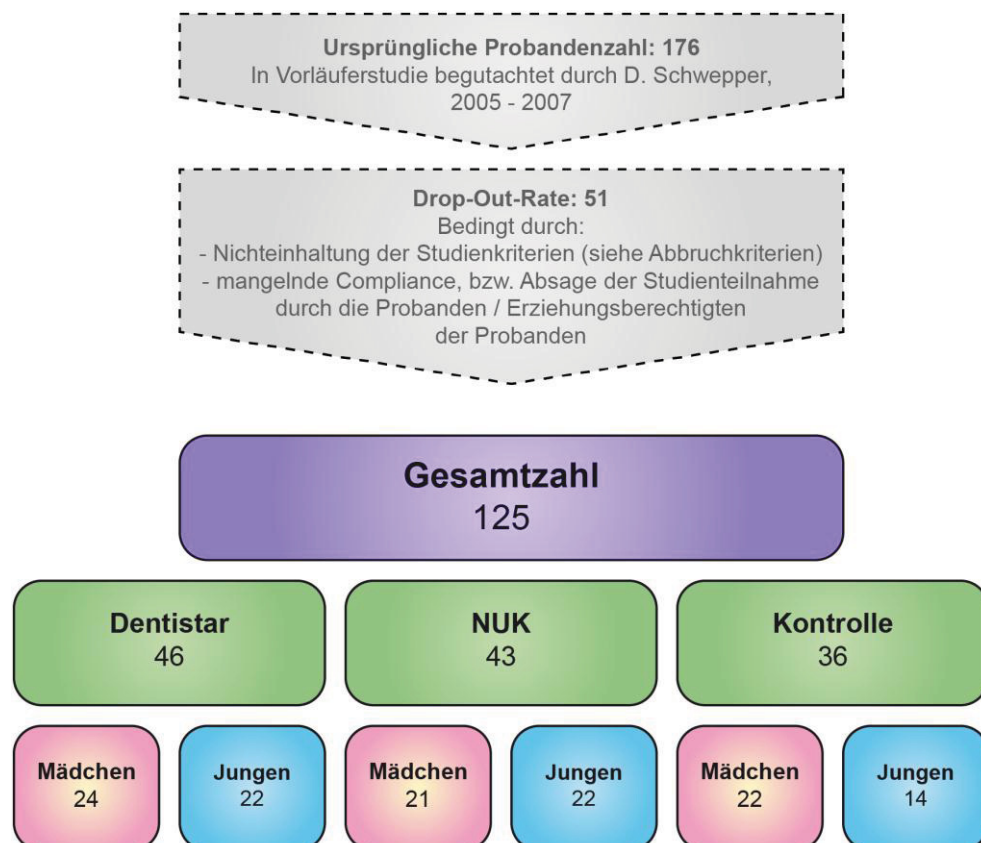 Ursprüngliche Probandenzahl: 176
In Vorläuferstudie begutachtet durch D. Schwepper,
2005 - 2007
Drop-Out-Rate: 51
Bedingt durch:
- Nichteinhaltung der Studienkriterien (siehe Abbruchkriterien)
- mangelnde Compliance, bzw. Absage der Studienteilnahme
durch die Probanden / Erziehungsberechtigten
der Probanden
Gesamtzahl
125
Dentistar
46
NUK
43
Kontrolle
36
Mädchen
24
Jungen
22
Mädchen
21
Jungen
22
Mädchen
22
Jungen
14